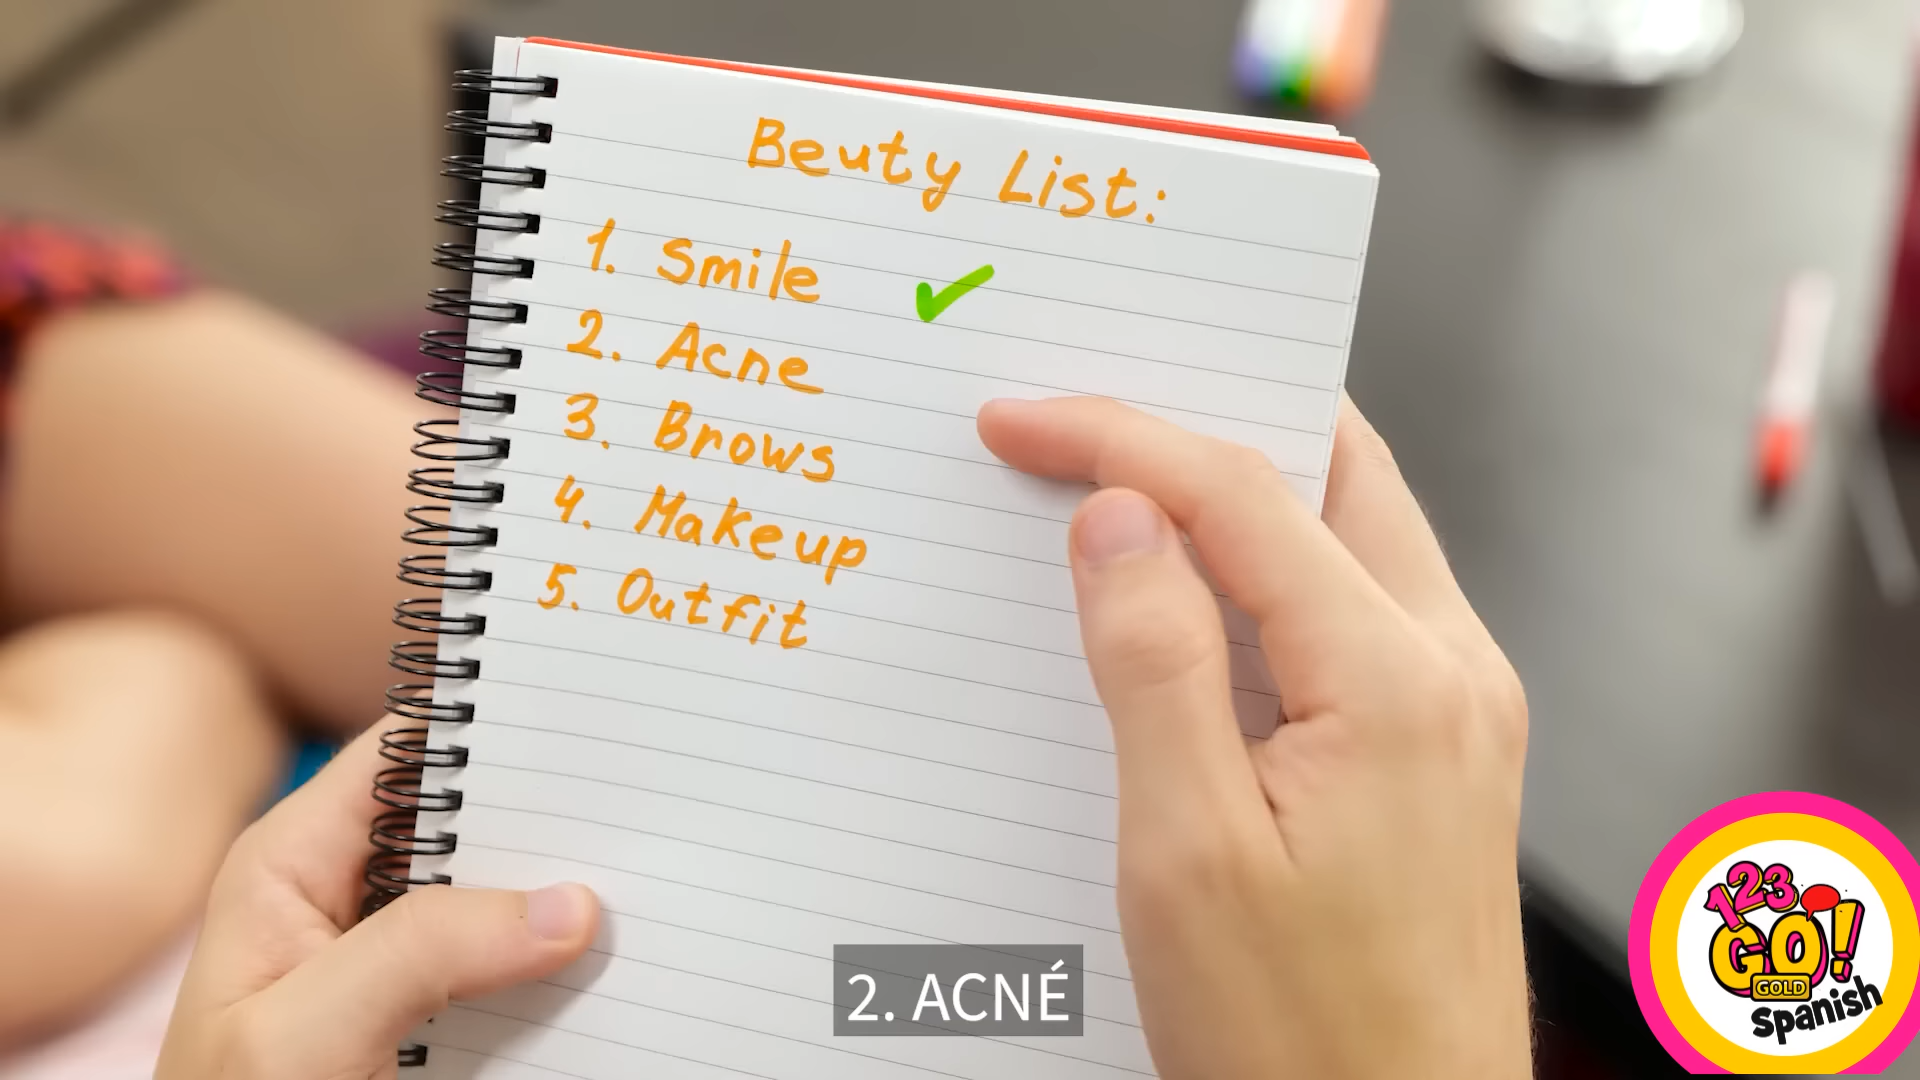 Beuty List:
1. Smile ✓
2. Acne
3. Brows
4. Makeup
5. Outfit
2. ACNÉ
123
GO!
GOLD
Spanish